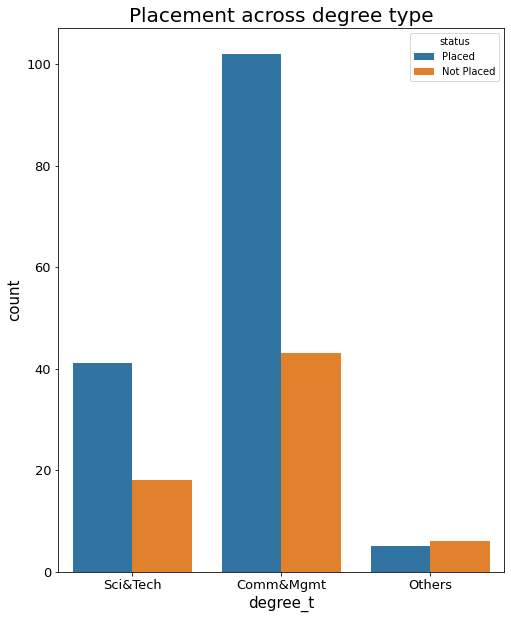 Placement across degree type
status
Placed
Not Placed
count
100
80
60
40
20
0
Sci&Tech Comm&Mgmt Others
degree_t